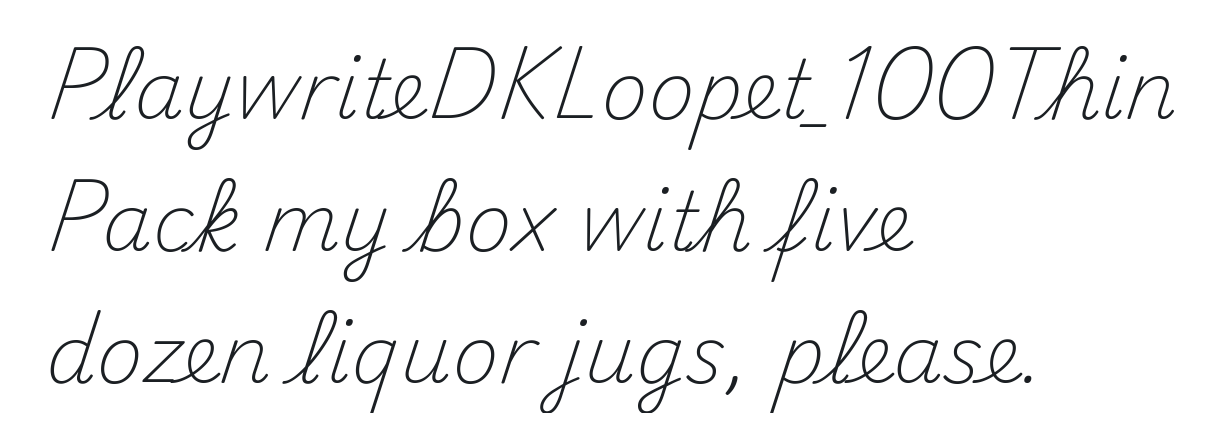 PlaywriteDKLoopet_100Thin
Pack my box with five
dozen liquor jugs, please.